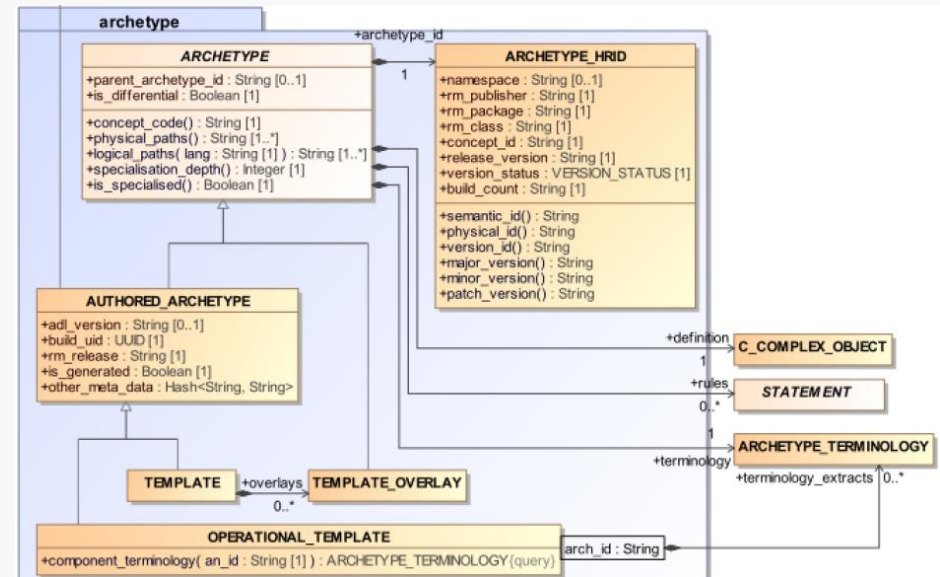 archetype
+archetype_id
1
ARCHETYPE
+parent_archetype_id : String [0..1]
+is_differential : Boolean [1]
+concept_code() : String [1]
+physical_paths() : String [1..*]
+logical_paths( lang : String [1] ) : String [1..*]
+specialisation_depth() : Integer [1]
+is_specialised() : Boolean [1]
ARCHETYPE_HRID
+namespace : String [0..1]
+rm_publisher : String [1]
+rm_package : String [1]
+rm_class : String [1]
+concept_id : String [1]
+release_version : String [1]
+version_status : VERSION_STATUS [1]
+build_count : String [1]
+semantic_id() : String
+physical_id() : String
+version_id() : String
+major_version() : String
+minor_version() : String
+patch_version() : String
AUTHORED_ARCHETYPE
+adl_version : String [0..1]
+build_uid : UUID [1]
+rm_release : String [1]
+is_generated : Boolean [1]
+other_meta_data : Hash<String, String>
+definition
1
C_COMPLEX_OBJECT
+rules
0..*
STATEMENT
1
+terminology
ARCHETYPE_TERMINOLOGY
+terminology_extracts
0..*
TEMPLATE
+overlays
0..*
TEMPLATE_OVERLAY
OPERATIONAL_TEMPLATE
+component_terminology( an_id : String [1] ) : ARCHETYPE_TERMINOLOGY{query}
arch_id : String